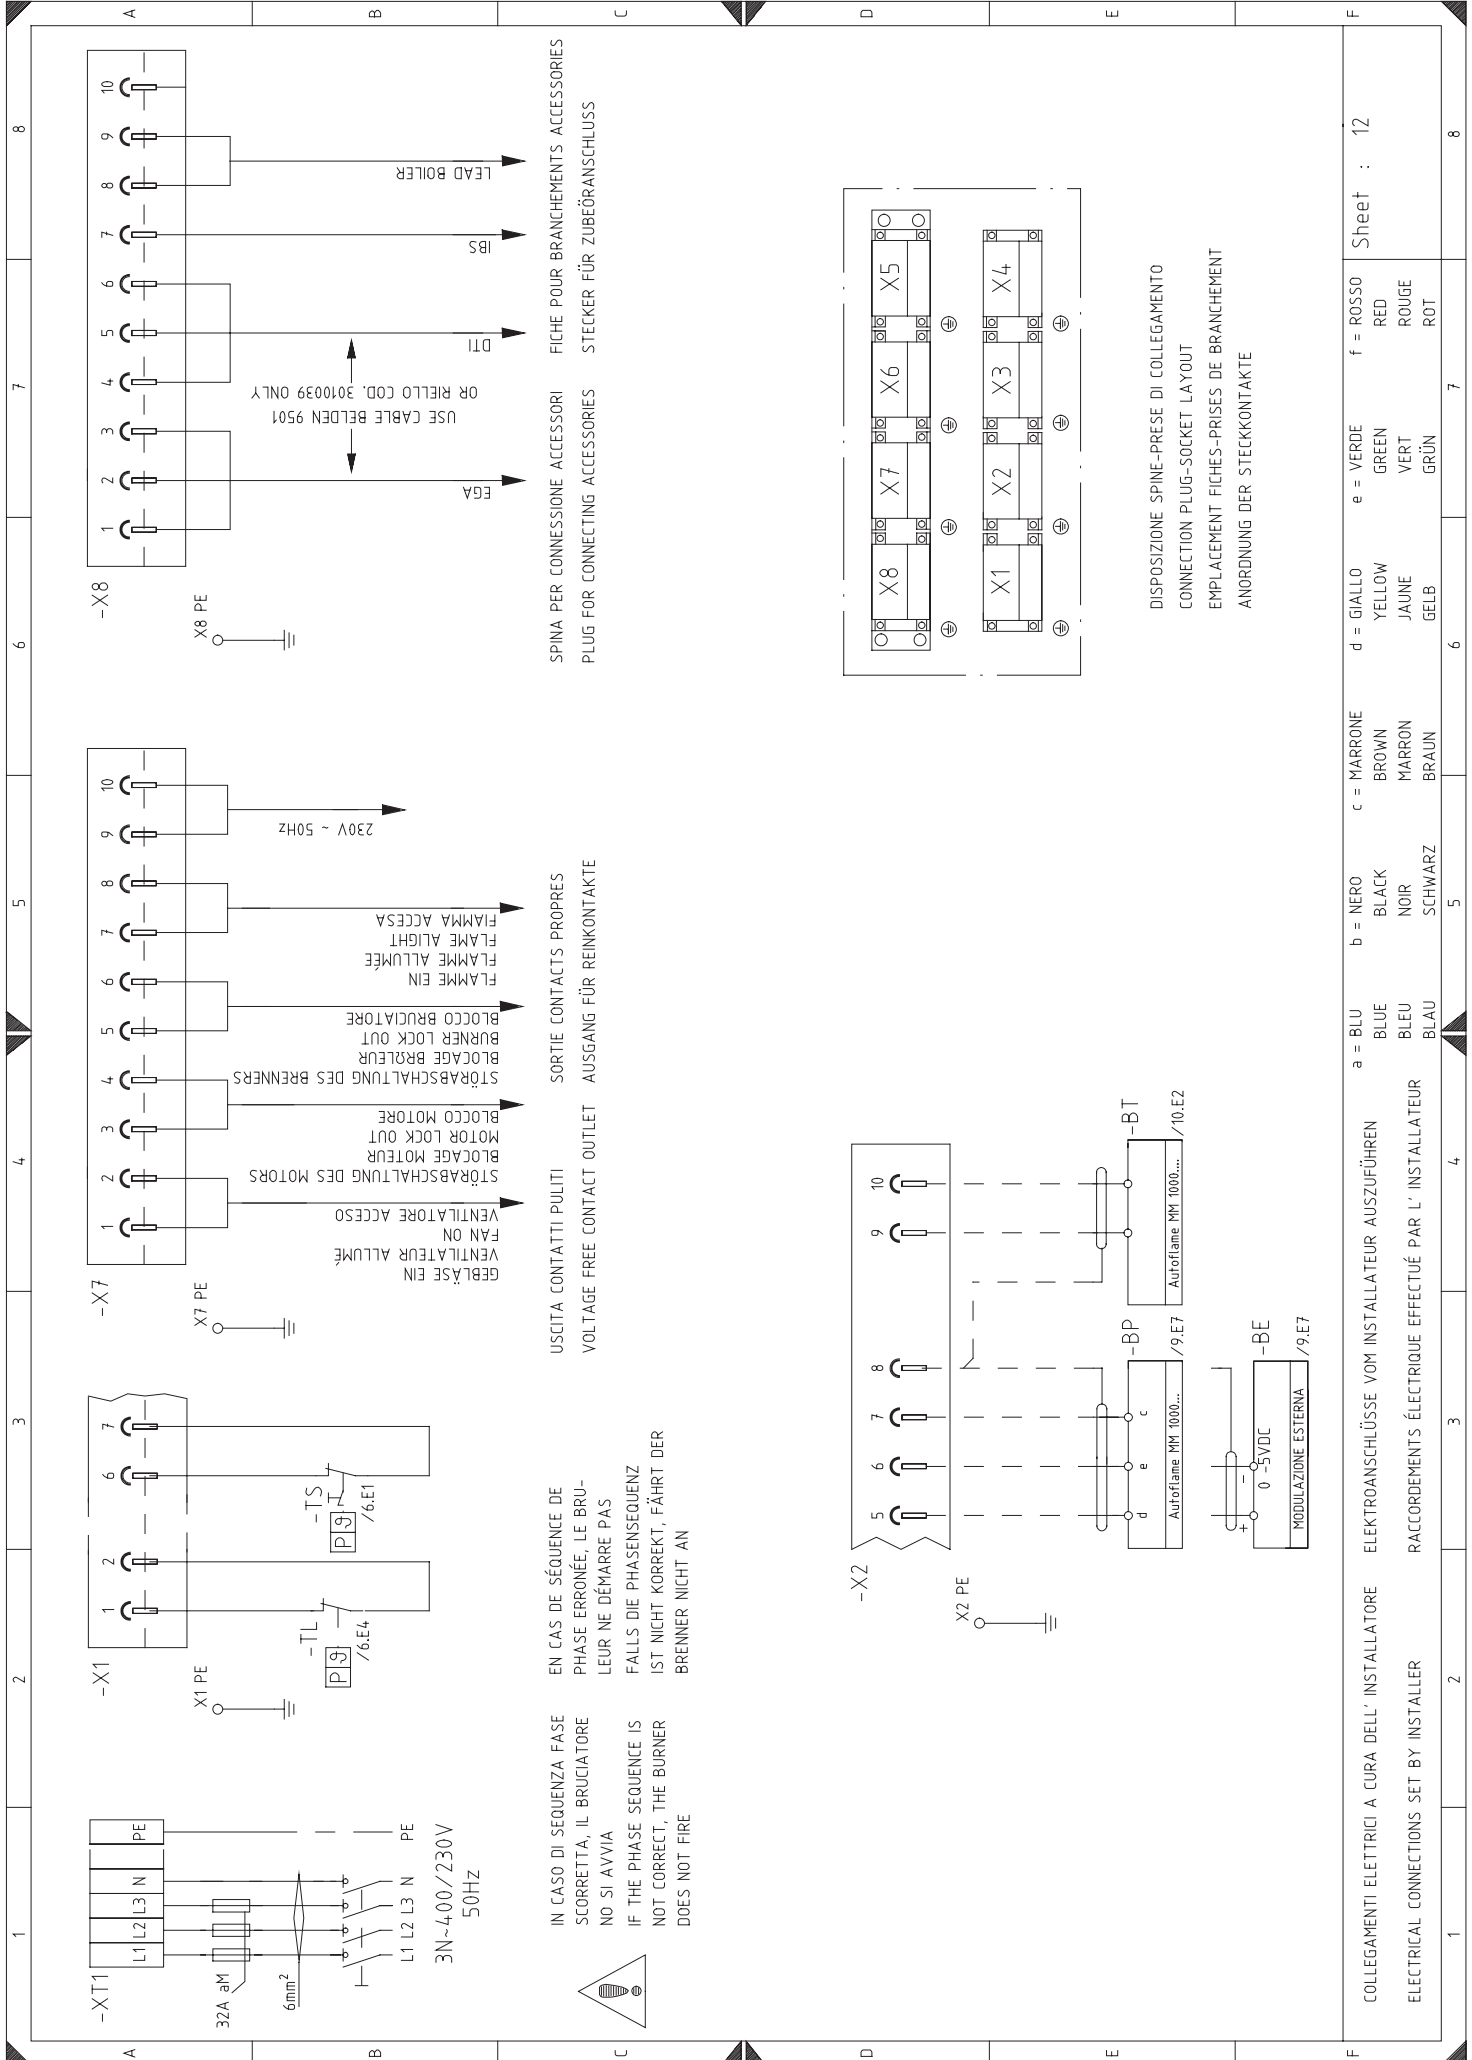 1 2 3 4 5 6 7 8
A
B
C
D
E
F
-XT1
L1 L2 L3 N PE
32A aM
6mm²
L1 L2 L3 N PE
3N~400/230V
50Hz
-X1
1 2 6 7
X1 PE
-TL
P ϑ
/6.E4
-TS
P ϑ
/6.E1
IN CASO DI SEQUENZA FASE
SCORRETTA, IL BRUCIATORE
NO SI AVVIA
IF THE PHASE SEQUENCE IS
NOT CORRECT, THE BURNER
DOES NOT FIRE
EN CAS DE SÉQUENCE DE
PHASE ERRONÉE, LE BRU-
LEUR NE DÉMARRE PAS
FALLS DIE PHASENSEQUENZ
IST NICHT KORREKT, FÄHRT DER
BRENNER NICHT AN
-X7
1 2 3 4 5 6 7 8 9 10
X7 PE
VENTILATORE ACCESO
FAN ON
VENTILATEUR ALLUMÉ
GEBLÄSE EIN
BLOCCO MOTORE
MOTOR LOCK OUT
BLOCAGE MOTEUR
STÖRABSCHALTUNG DES MOTORS
BLOCCO BRUCIATORE
BURNER LOCK OUT
BLOCAGE BRΩLEUR
STÖRABSCHALTUNG DES BRENNERS
FIAMMA ACCESA
FLAME ALIGHT
FLAMME ALLUMÉE
FLAMME EIN
230V ~ 50Hz
USCITA CONTATTI PULITI
VOLTAGE FREE CONTACT OUTLET
SORTIE CONTACTS PROPRES
AUSGANG FÜR REINKONTAKTE
-X8
1 2 3 4 5 6 7 8 9 10
X8 PE
EGA
USE CABLE BELDEN 9501
OR RIELLO COD. 3010039 ONLY
DTI
IBS
LEAD BOILER
SPINA PER CONNESSIONE ACCESSORI
PLUG FOR CONNECTING ACCESSORIES
FICHE POUR BRANCHEMENTS ACCESSORIES
STECKER FÜR ZUBEÖRANSCHLUSS
-X2
5 6 7 8 9 10
X2 PE
d e c
-BP
Autoflame MM 1000...
/9.E7
-BT
Autoflame MM 1000....
/10.E2
+ -
-BE
0 -5VDC
MODULAZIONE ESTERNA
/9.E7
X8 X7 X6 X5
X1 X2 X3 X4
DISPOSIZIONE SPINE-PRESE DI COLLEGAMENTO
CONNECTION PLUG-SOCKET LAYOUT
EMPLACEMENT FICHES-PRISES DE BRANCHEMENT
ANORDNUNG DER STECKKONTAKTE
COLLEGAMENTI ELETTRICI A CURA DELL' INSTALLATORE
ELECTRICAL CONNECTIONS SET BY INSTALLER
ELEKTROANSCHLÜSSE VOM INSTALLATEUR AUSZUFÜHREN
RACCORDEMENTS ÉLECTRIQUE EFFECTUÉ PAR L' INSTALLATEUR
a = BLU
BLUE
BLEU
BLAU
b = NERO
BLACK
NOIR
SCHWARZ
c = MARRONE
BROWN
MARRON
BRAUN
d = GIALLO
YELLOW
JAUNE
GELB
e = VERDE
GREEN
VERT
GRÜN
f = ROSSO
RED
ROUGE
ROT
Sheet : 12
1 2 3 4 5 6 7 8
A
B
C
D
E
F